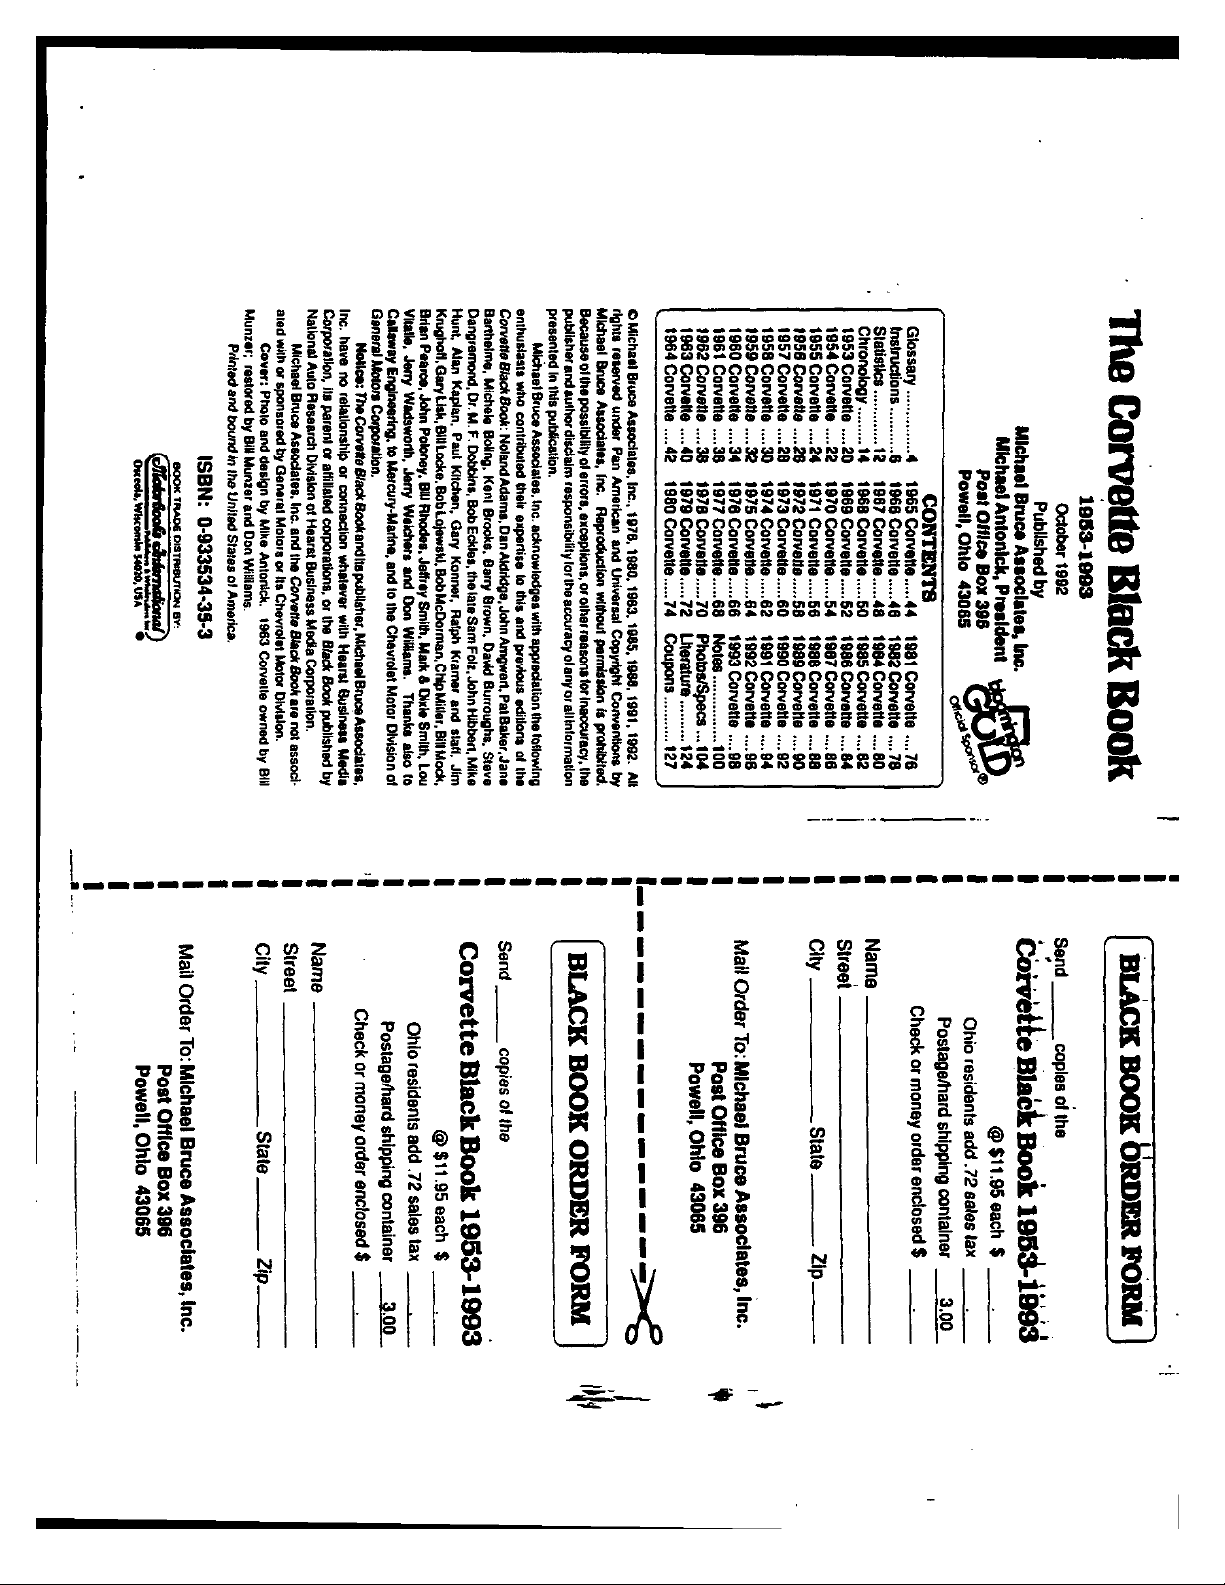 The Corvette Black Book
1953-1993
October 1992
Published by
Michael Bruce Associates, Inc.
Michael Antonick, President
Post Office Box 396
Powell, Ohio 43065
bloomington
GOLD
Official Sponsor ®
CONTENTS
Glossary ................4
Instructions ..........6
Statistics ..............12
Chronology ........14
1953 Corvette ....20
1954 Corvette ....22
1955 Corvette ....24
1956 Corvette ....26
1957 Corvette ....28
1958 Corvette ....30
1959 Corvette ....32
1960 Corvette ....34
1961 Corvette ....36
1962 Corvette ....38
1963 Corvette ....40
1964 Corvette ....42
1965 Corvette ....44
1966 Corvette ....46
1967 Corvette ....48
1968 Corvette ....50
1969 Corvette ....52
1970 Corvette ....54
1971 Corvette ....56
1972 Corvette ....58
1973 Corvette ....60
1974 Corvette ....62
1975 Corvette ....64
1976 Corvette ....66
1977 Corvette ....68
1978 Corvette ....70
1979 Corvette ....72
1980 Corvette ....74
1981 Corvette ....76
1982 Corvette ....78
1984 Corvette ....80
1985 Corvette ....82
1986 Corvette ....84
1987 Corvette ....86
1988 Corvette ....88
1989 Corvette ....90
1990 Corvette ....92
1991 Corvette ....94
1992 Corvette ....96
1993 Corvette ....98
Notes ................100
Photos/Specs ...104
Literature ..........124
Coupons ...........127
© Michael Bruce Associates, Inc., 1978, 1980, 1983, 1985, 1988, 1991, 1992. All
rights reserved under Pan American and Universal Copyright Conventions by
Michael Bruce Associates, Inc. Reproduction without permission is prohibited.
Because of the possibility of errors, exceptions, or other reasons for inaccuracy, the
publisher and author disclaim responsibility for the accuracy of any or all information
presented in this publication.
Michael Bruce Associates, Inc. acknowledges with appreciation the following
enthusiasts who contributed their expertise to this and previous editions of the
Corvette Black Book: Noland Adams, Dan Aldridge, John Amgwert, Pat Baker, Jane
Barthelme, Michele Boling, Kent Brooks, Barry Brown, David Burroughs, Steve
Dangremond, Dr. M. F. Dobbins, Bob Eckles, the late Sam Folz, John Hibbert, Mike
Hunt, Alan Kaplan, Paul Kitchen, Gary Konner, Ralph Kramer and staff, Jim
Krughoff, Gary Lisk, Bill Locke, Bob Lojewski, Bob McDorman, Chip Miller, Bill Mock,
Brian Pearce, John Poloney, Bill Rhodes, Jeffrey Smith, Mark & Dirke Smith, Lou
Vitalle, Jerry Wadsworth, Jerry Weichers and Don Williams. Thanks also to
Callaway Engineering, to Mercury-Marine, and to the Chevrolet Motor Division of
General Motors Corporation.
Notice: The Corvette Black Book and its publisher, Michael Bruce Associates,
Inc. have no relationship or connection whatever with Hearst Business Media
Corporation, its parent or affiliated corporations, or the Black Book published by
National Auto Research Division of Hearst Business Media Corporation.
Michael Bruce Associates, Inc. and the Corvette Black Book are not associ-
ated with or sponsored by General Motors or its Chevrolet Motor Division.
Cover: Photo and design by Mike Antonick. 1963 Corvette owned by Bill
Munzer; restored by Bill Munzer and Don Williams.
Printed and bound in the United States of America.
ISBN: 0-933534-35-3
BOOK TRADE DISTRIBUTION BY:
Motorbooks International
Publishers & Wholesalers Inc
Osceola, Wisconsin 54020, USA
BLACK BOOK ORDER FORM
Send ____ copies of the
Corvette Black Book 1953-1993
@ $11.95 each $ ____.____
Ohio residents add .72 sales tax ____.____
Postage/hard shipping container 3.00
Check or money order enclosed $ ____.____
Name
Street
City ____ State ____ Zip ____
Mail Order To: Michael Bruce Associates, Inc.
Post Office Box 396
Powell, Ohio 43065
BLACK BOOK ORDER FORM
Send ____ copies of the
Corvette Black Book 1953-1993
@ $11.95 each $ ____.____
Ohio residents add .72 sales tax ____.____
Postage/hard shipping container 3.00
Check or money order enclosed $ ____.____
Name
Street
City ____ State ____ Zip ____
Mail Order To: Michael Bruce Associates, Inc.
Post Office Box 396
Powell, Ohio 43065